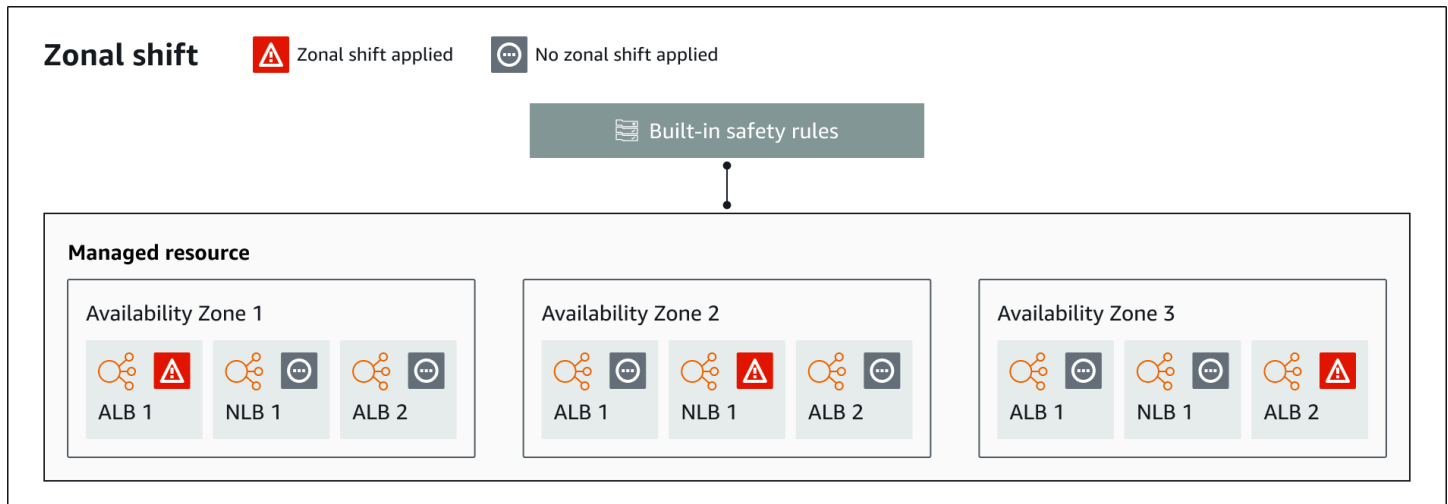 Zonal shift
Zonal shift applied
No zonal shift applied
Built-in safety rules
Managed resource
Availability Zone 1
ALB 1
NLB 1
ALB 2
Availability Zone 2
ALB 1
NLB 1
ALB 2
Availability Zone 3
ALB 1
NLB 1
ALB 2